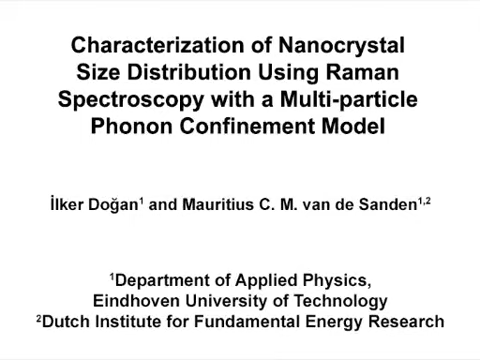 Characterization of Nanocrystal
Size Distribution Using Raman
Spectroscopy with a Multi-particle
Phonon Confinement Model
İlker Doğan¹ and Mauritius C. M. van de Sanden¹,²
¹Department of Applied Physics,
Eindhoven University of Technology
²Dutch Institute for Fundamental Energy Research